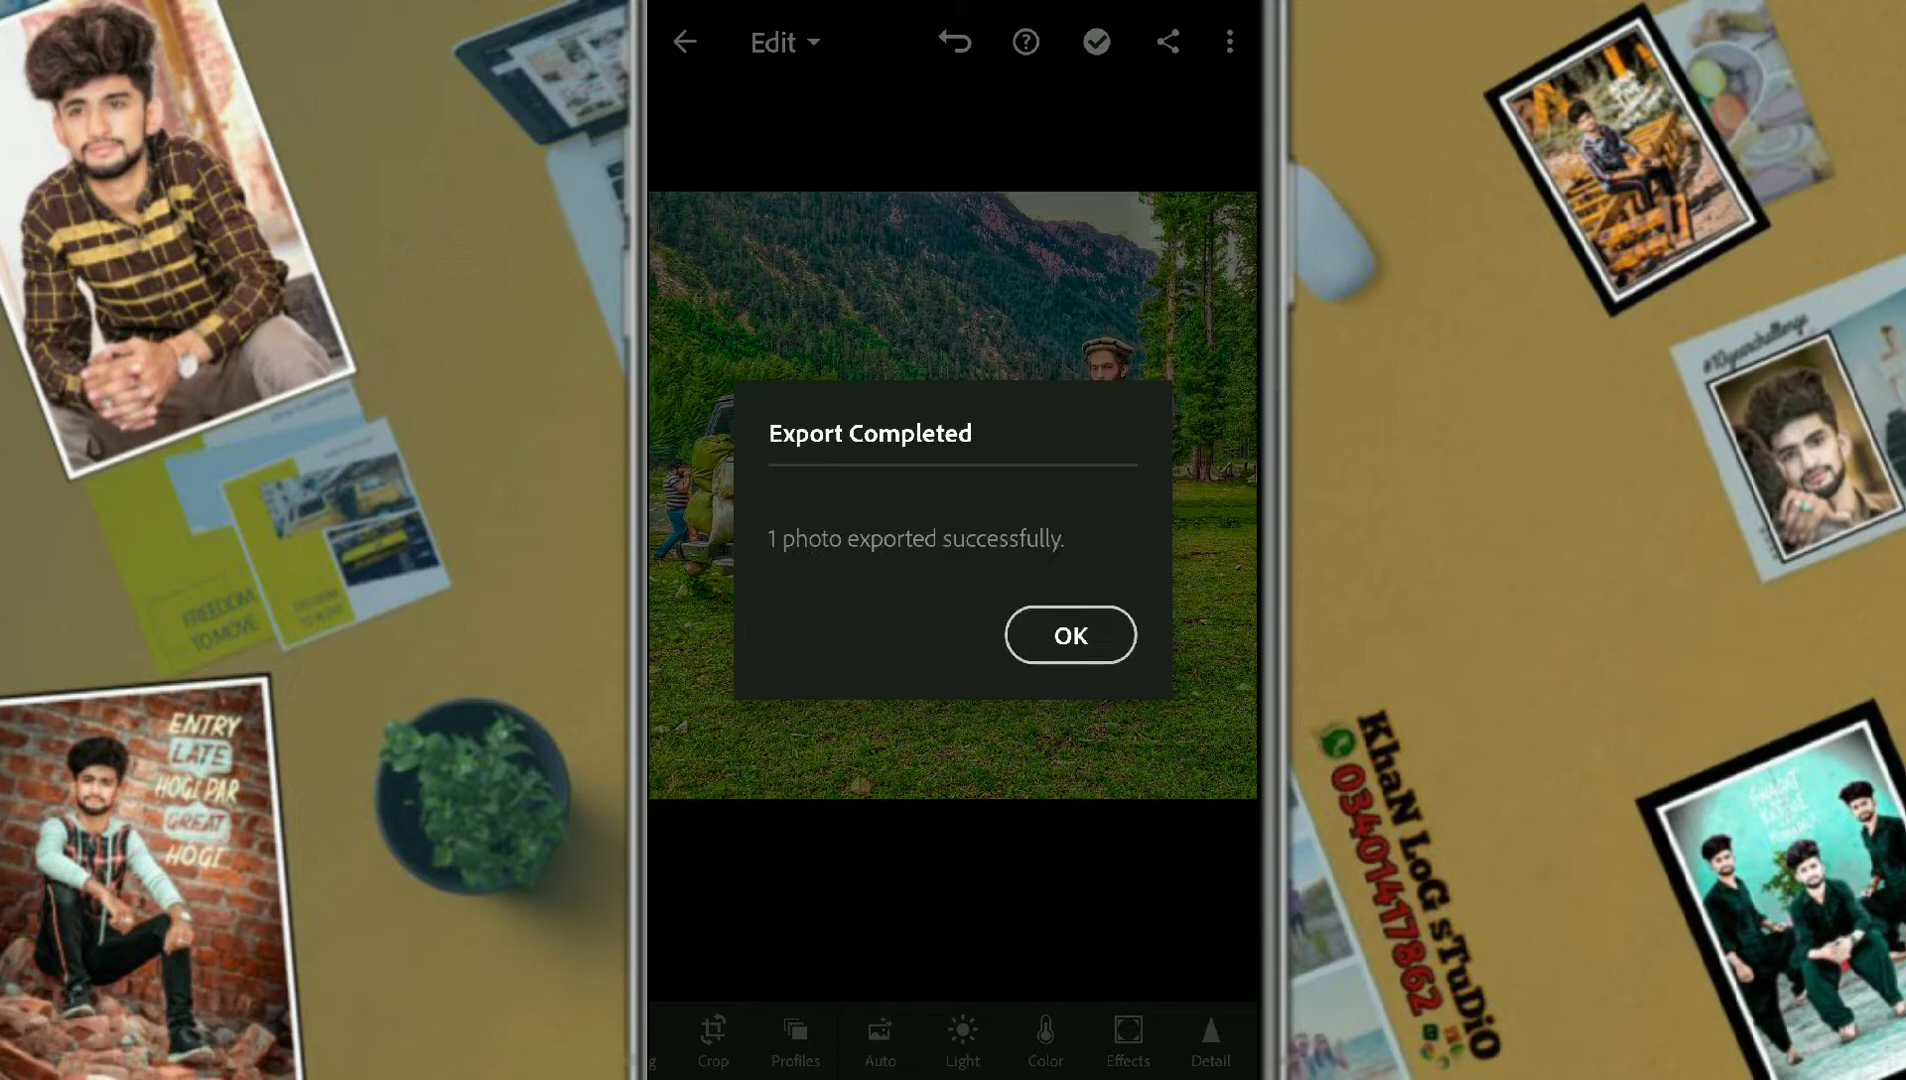 Edit
Export Completed
1 photo exported successfully.
OK
Crop
Profiles
Auto
Light
Color
Effects
Detail
FREEDOM
TO MOVE
ENTRY
LATE
HOGI PAR
GREAT
HOGI
#10yearchallenge
KhaN LoG sTuDiO
03401417862